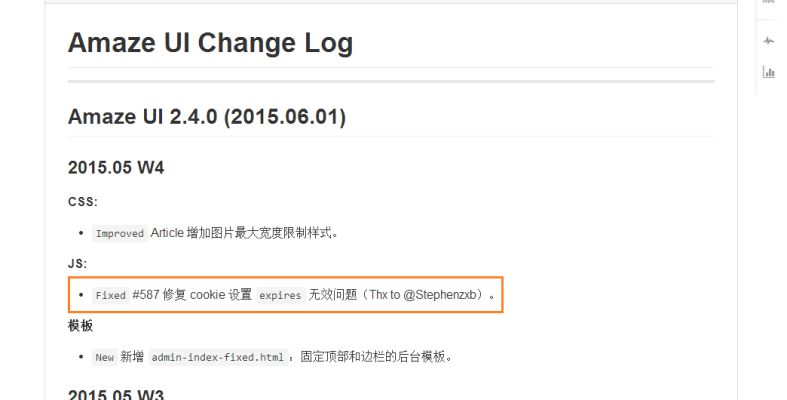 Amaze UI Change Log
Amaze UI 2.4.0 (2015.06.01)
2015.05 W4
CSS:
Improved Article 增加图片最大宽度限制样式。
JS:
Fixed #587 修复 cookie 设置 expires 无效问题（Thx to @Stephenzxb）。
模板
New 新增 admin-index-fixed.html：固定顶部和边栏的后台模板。
2015.05 W3